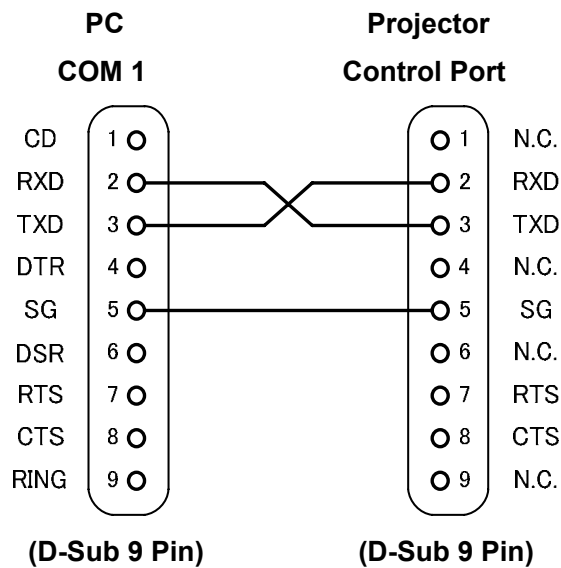 PC Projector
COM 1 Control Port
CD 1 1 N.C.
RXD 2 2 RXD
TXD 3 3 TXD
DTR 4 4 N.C.
SG 5 5 SG
DSR 6 6 N.C.
RTS 7 7 RTS
CTS 8 8 CTS
RING 9 9 N.C.
(D-Sub 9 Pin) (D-Sub 9 Pin)